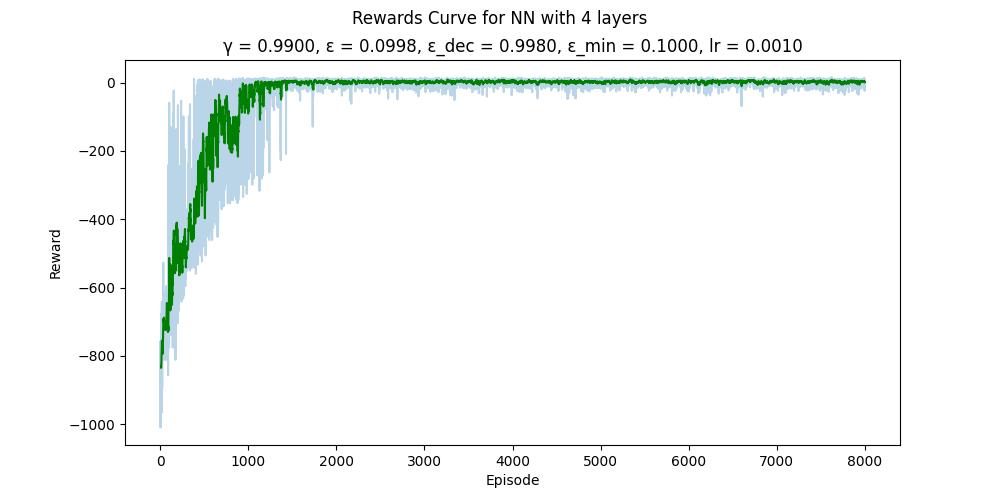 Rewards Curve for NN with 4 layers
γ = 0.9900, ε = 0.0998, ε_dec = 0.9980, ε_min = 0.1000, lr = 0.0010
0
−200
−400
−600
−800
−1000
Reward
0 1000 2000 3000 4000 5000 6000 7000 8000
Episode